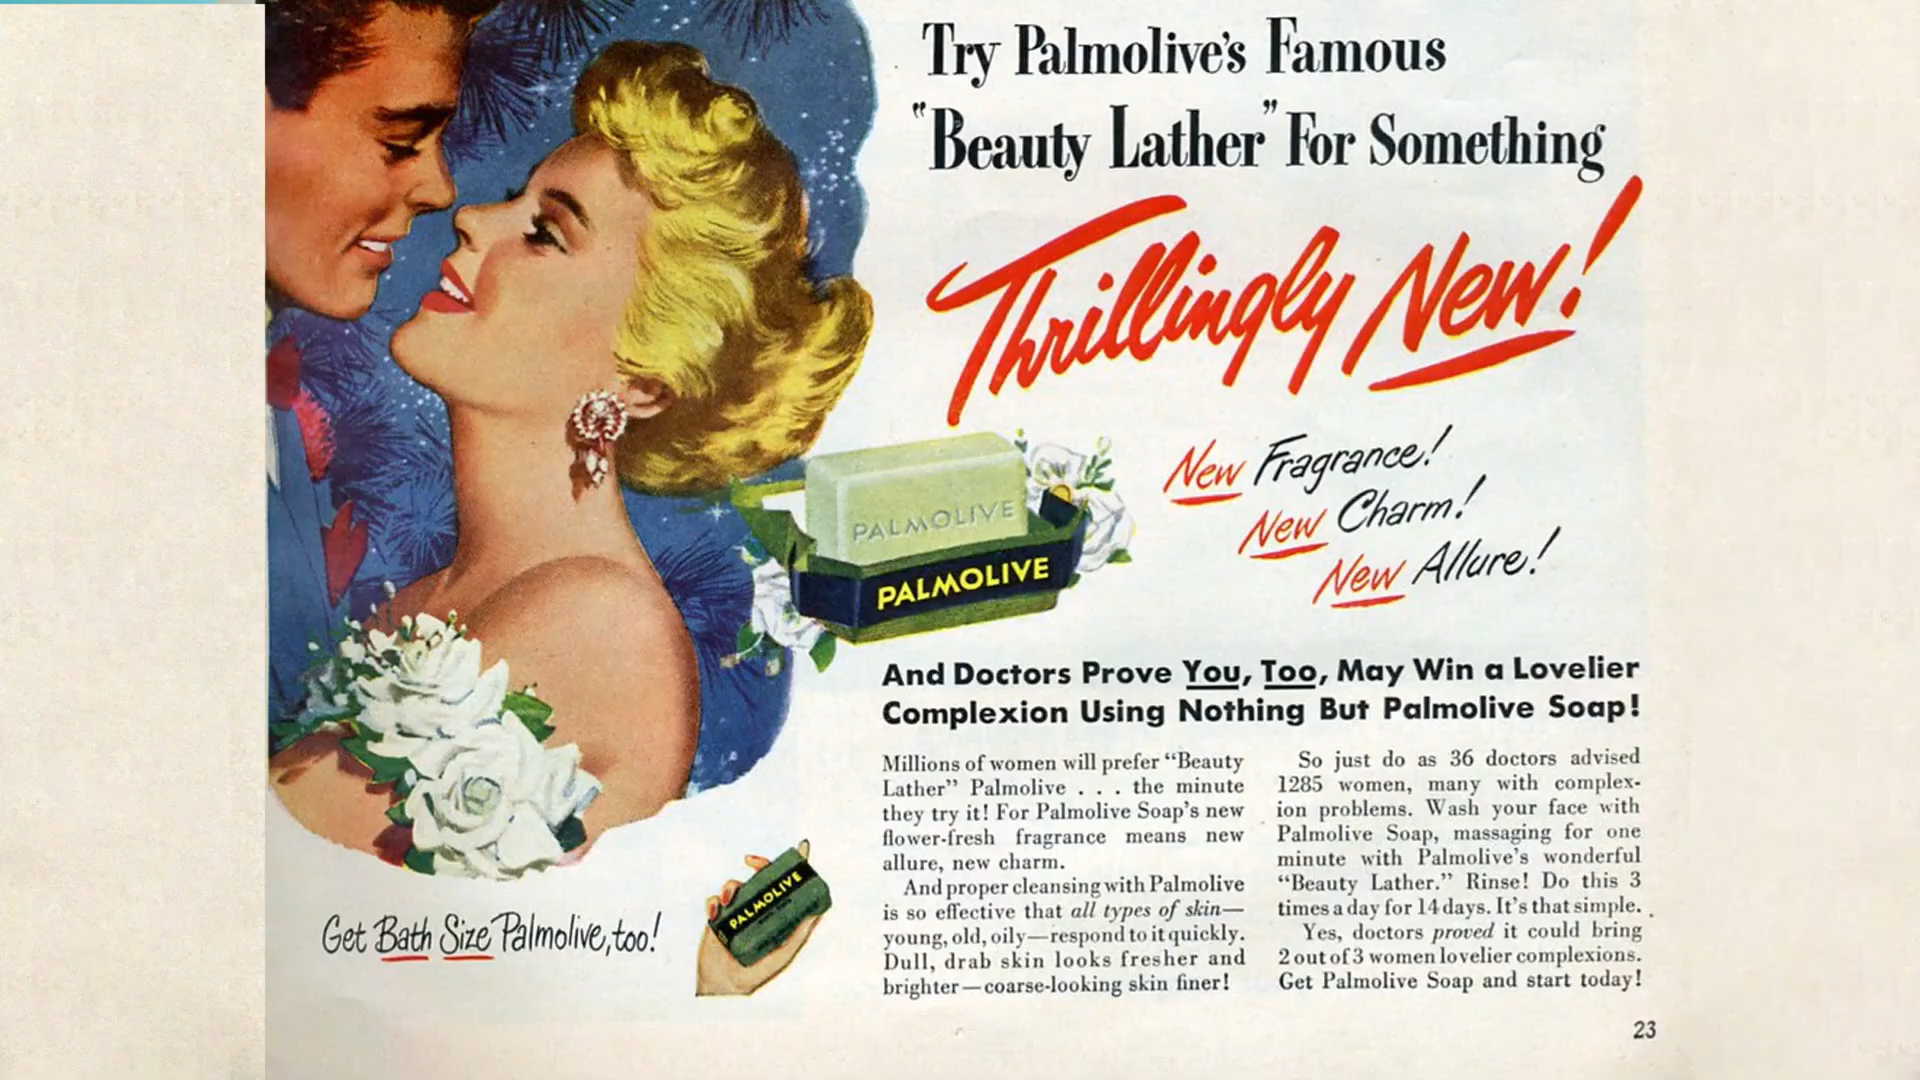 Try Palmolive's Famous
"Beauty Lather" For Something
Thrillingly New!
New Fragrance!
New Charm!
New Allure!
PALMOLIVE
PALMOLIVE
And Doctors Prove You, Too, May Win a Lovelier
Complexion Using Nothing But Palmolive Soap!
Millions of women will prefer "Beauty
Lather" Palmolive . . . the minute
they try it! For Palmolive Soap's new
flower-fresh fragrance means new
allure, new charm.
And proper cleansing with Palmolive
is so effective that all types of skin—
young, old, oily—respond to it quickly.
Dull, drab skin looks fresher and
brighter—coarse-looking skin finer!
So just do as 36 doctors advised
1285 women, many with complex-
ion problems. Wash your face with
Palmolive Soap, massaging for one
minute with Palmolive's wonderful
"Beauty Lather." Rinse! Do this 3
times a day for 14 days. It's that simple.
Yes, doctors proved it could bring
2 out of 3 women lovelier complexions.
Get Palmolive Soap and start today!
Get Bath Size Palmolive, too!
PALMOLIVE
23